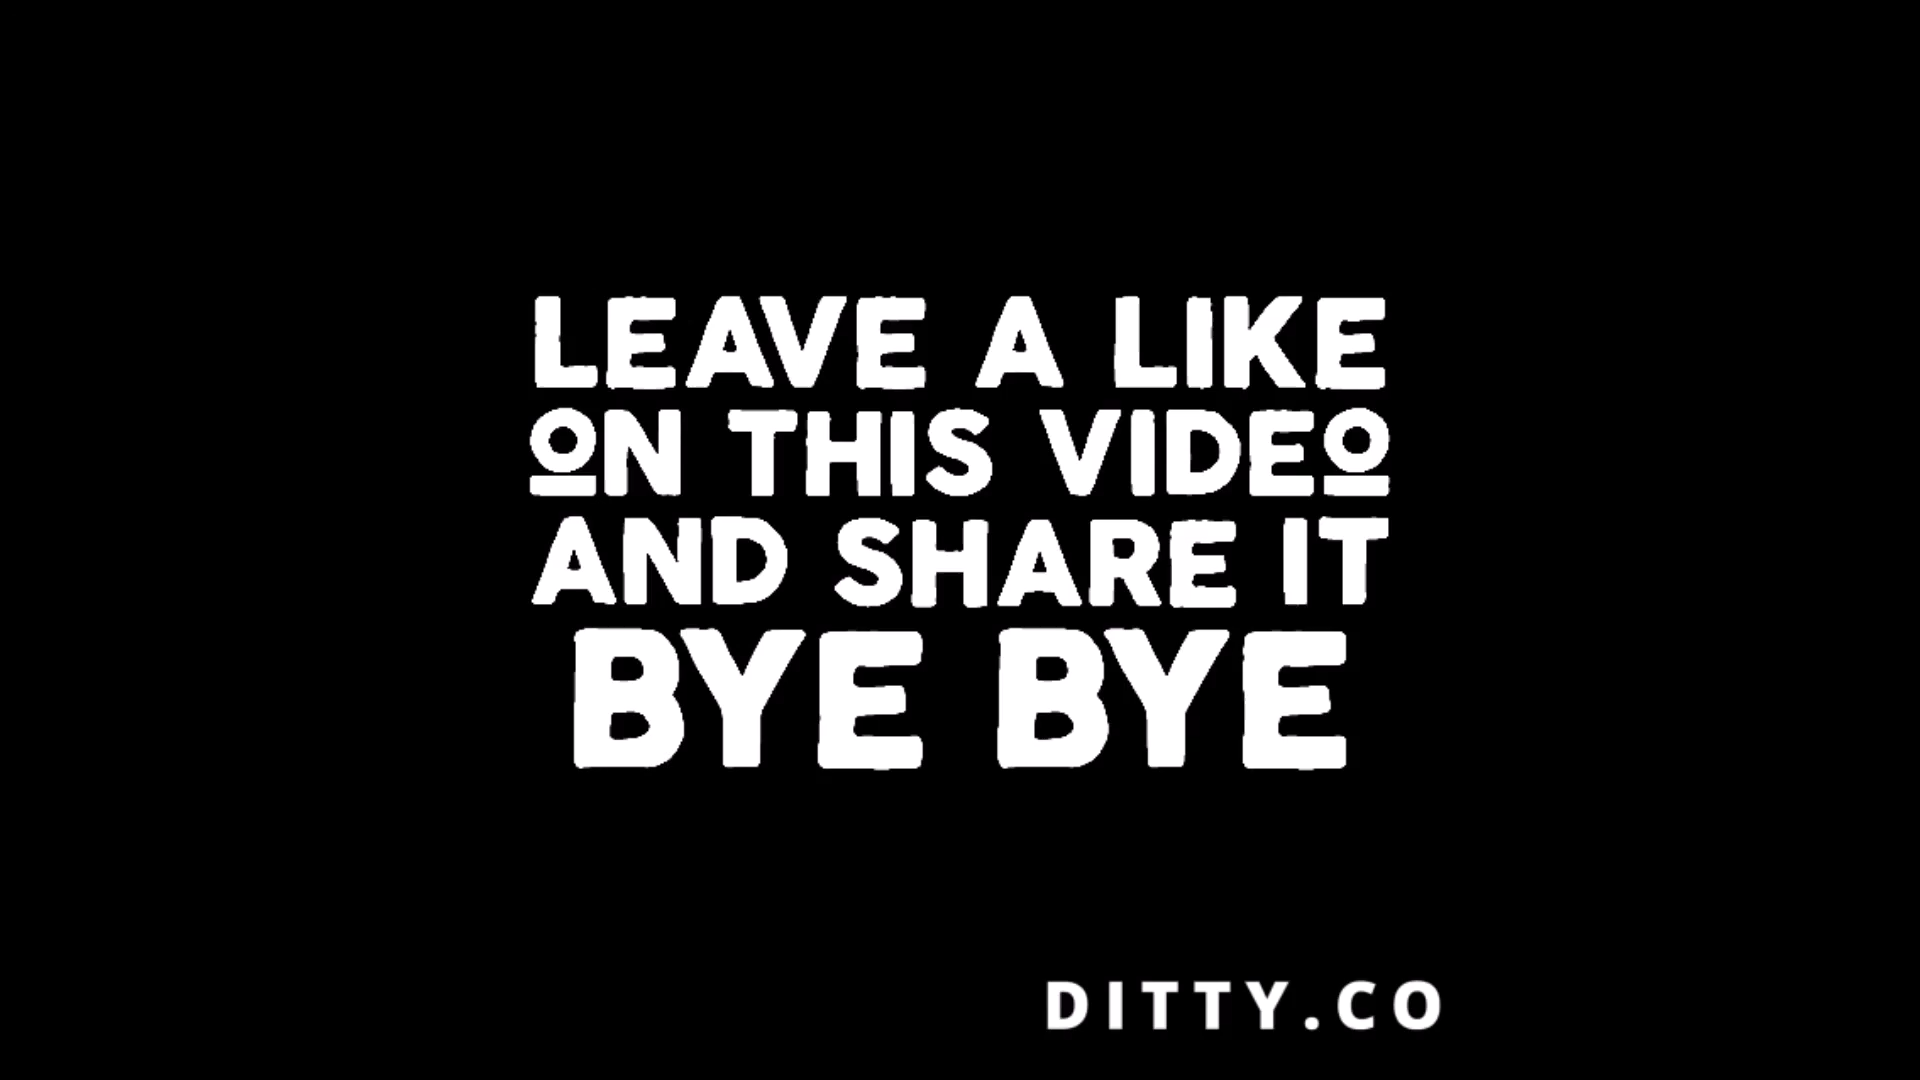 LEAVE A LIKE
ON THIS VIDEO
AND SHARE IT
BYE BYE
DITTY.CO